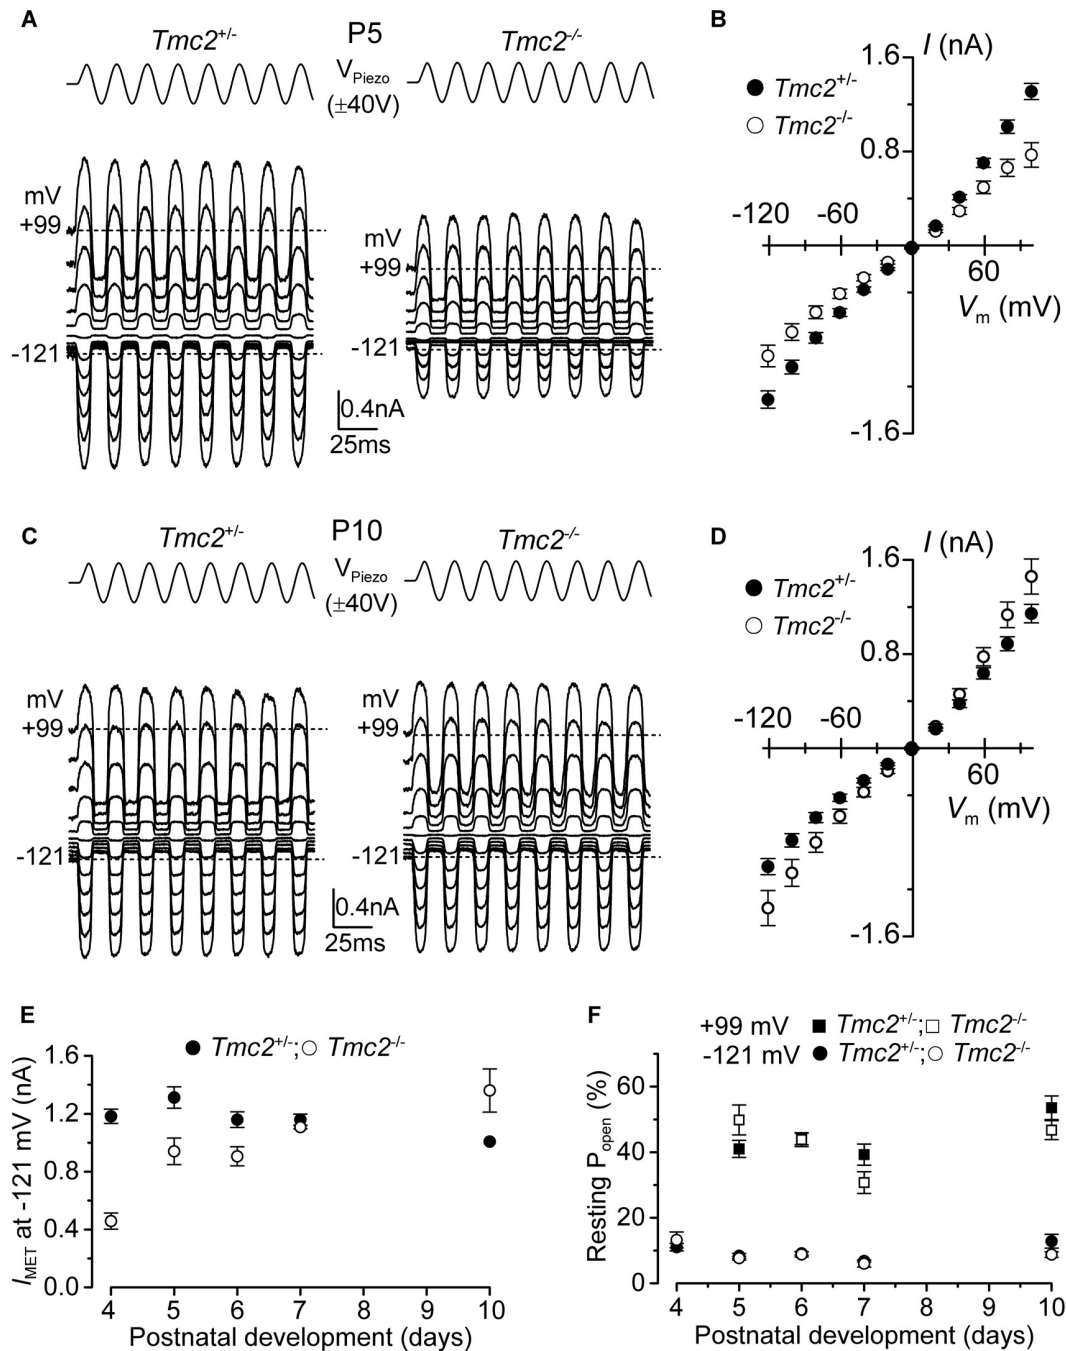 A
Tmc2+/-
P5
Tmc2-/-
VPiezo
(±40V)
mV
+99
-121
mV
+99
-121
0.4nA
25ms
B
I (nA)
1.6
Tmc2+/-
Tmc2-/-
0.8
-120
-60
60
Vm (mV)
-1.6
C
Tmc2+/-
P10
Tmc2-/-
VPiezo
(±40V)
mV
+99
-121
mV
+99
-121
0.4nA
25ms
D
I (nA)
1.6
Tmc2+/-
Tmc2-/-
0.8
-120
-60
60
Vm (mV)
-1.6
E
Tmc2+/-; Tmc2-/-
IMET at -121 mV (nA)
1.6
1.2
0.8
0.4
0.0
4 5 6 7 8 9 10
Postnatal development (days)
F
+99 mV Tmc2+/-; Tmc2-/-
-121 mV Tmc2+/-; Tmc2-/-
Resting Popen (%)
60
40
20
0
4 5 6 7 8 9 10
Postnatal development (days)